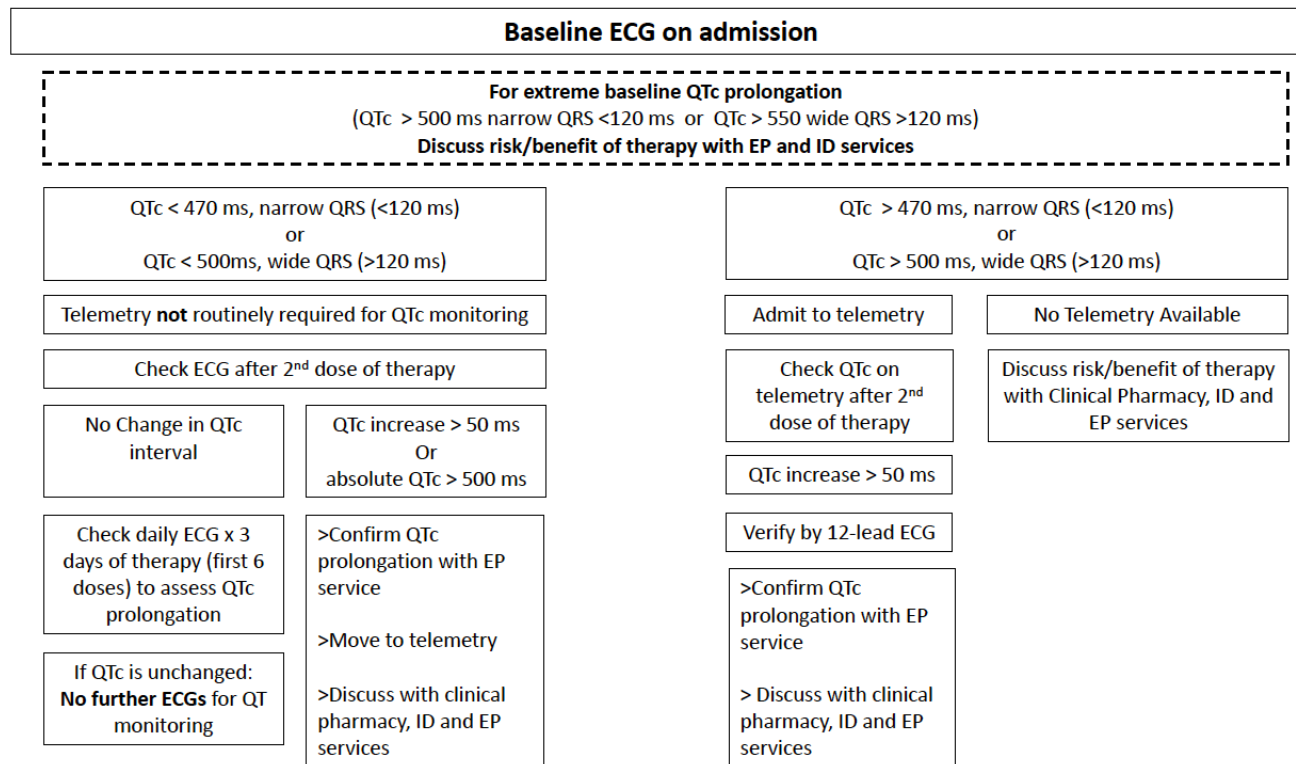 Baseline ECG on admission
For extreme baseline QTc prolongation
(QTc > 500 ms narrow QRS <120 ms or QTc > 550 wide QRS >120 ms)
Discuss risk/benefit of therapy with EP and ID services
QTc < 470 ms, narrow QRS (<120 ms)
or
QTc < 500ms, wide QRS (>120 ms)
Telemetry not routinely required for QTc monitoring
Check ECG after 2nd dose of therapy
No Change in QTc
interval
Check daily ECG x 3
days of therapy (first 6
doses) to assess QTc
prolongation
If QTc is unchanged:
No further ECGs for QT
monitoring
QTc increase > 50 ms
Or
absolute QTc > 500 ms
>Confirm QTc
prolongation with EP
service
>Move to telemetry
>Discuss with clinical
pharmacy, ID and EP
services
QTc > 470 ms, narrow QRS (<120 ms)
or
QTc > 500 ms, wide QRS (>120 ms)
Admit to telemetry
Check QTc on
telemetry after 2nd
dose of therapy
QTc increase > 50 ms
Verify by 12-lead ECG
>Confirm QTc
prolongation with EP
service
> Discuss with clinical
pharmacy, ID and EP
services
No Telemetry Available
Discuss risk/benefit of therapy
with Clinical Pharmacy, ID and
EP services